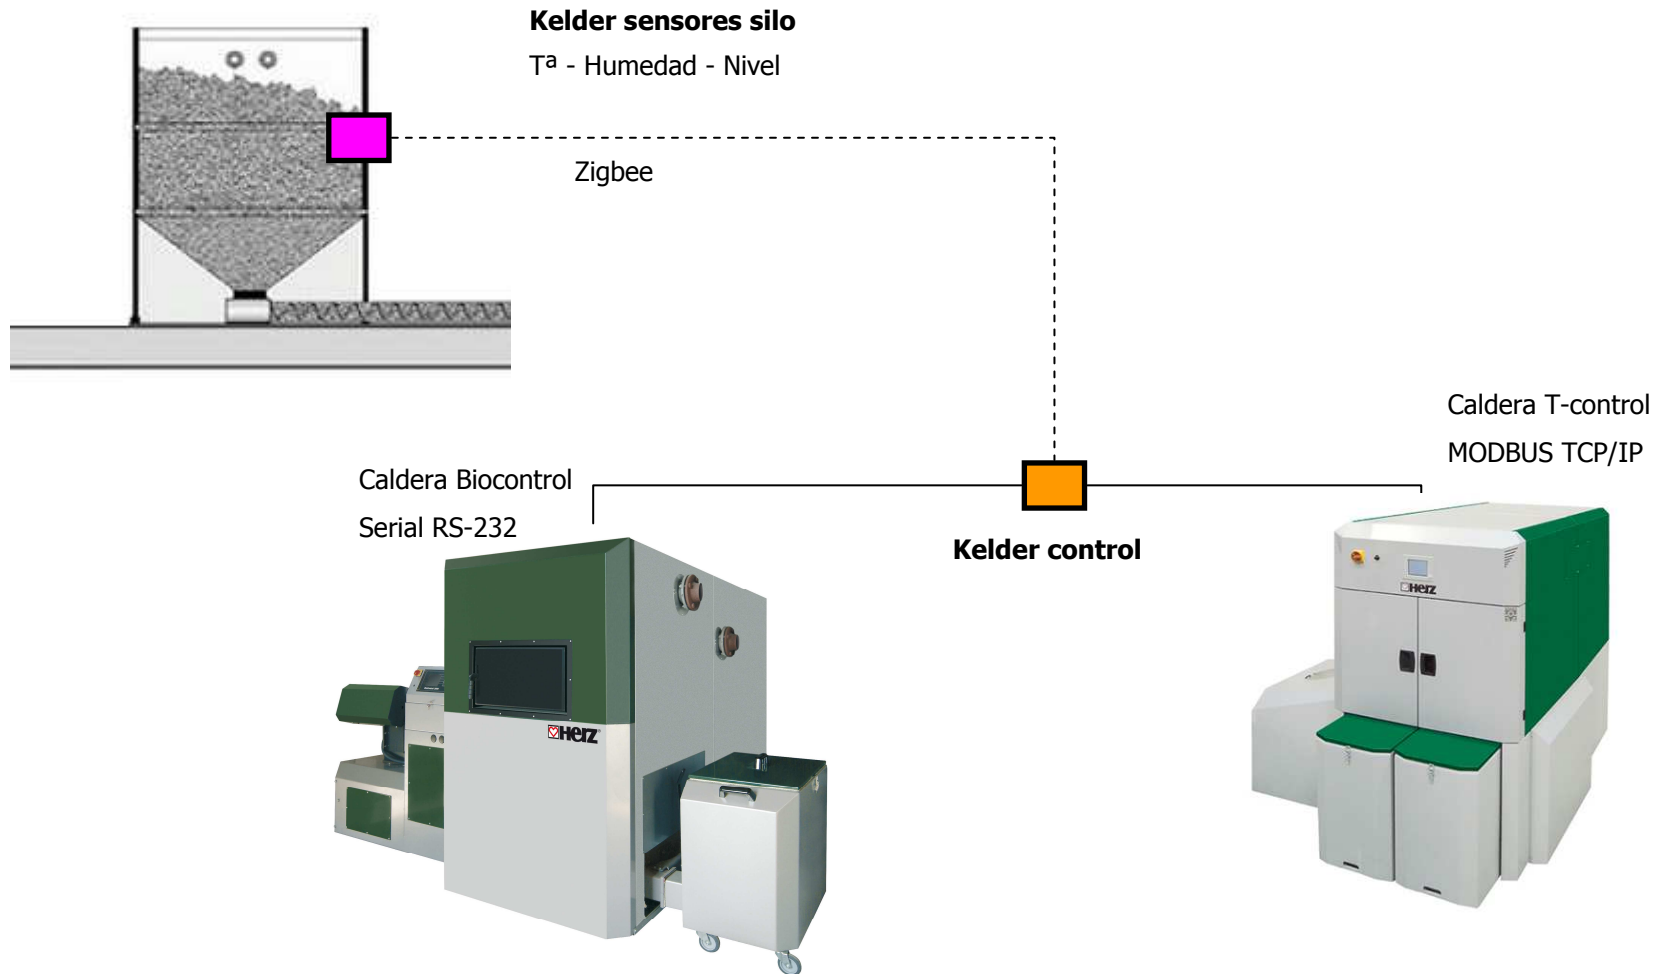 Kelder sensores silo
Tª - Humedad - Nivel
Zigbee
Caldera T-control
MODBUS TCP/IP
Caldera Biocontrol
Serial RS-232
Kelder control
Herz
Herz